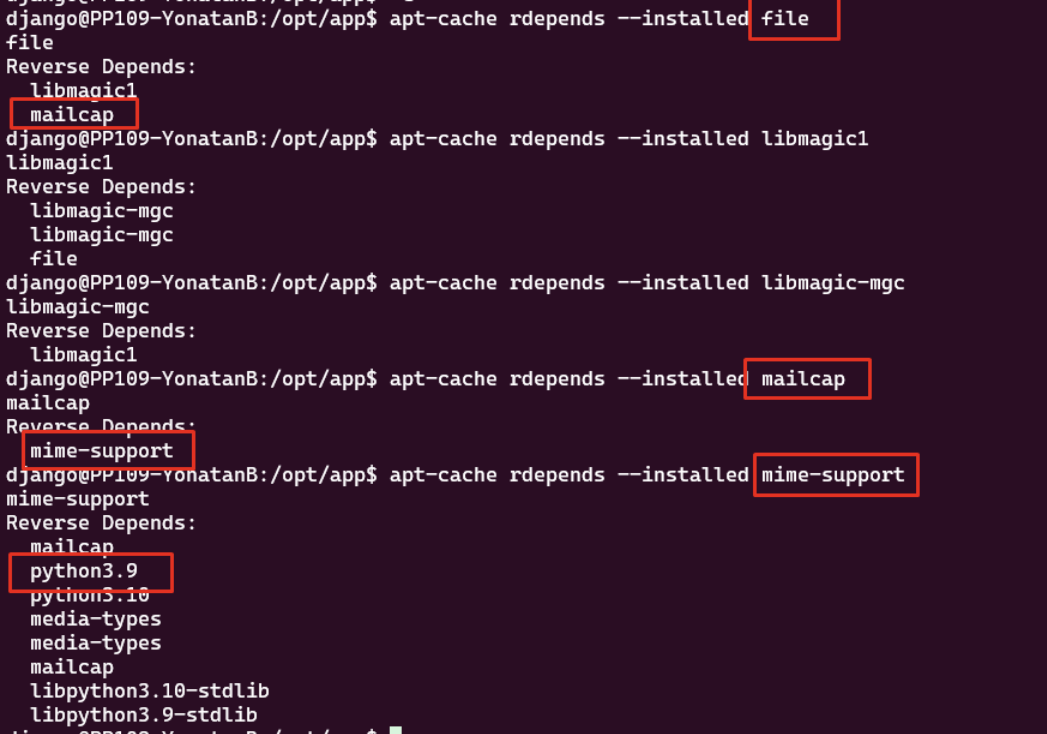 django@PP109-YonatanB:/opt/app$ apt-cache rdepends --installed file
file
Reverse Depends:
  libmagic1
  mailcap
django@PP109-YonatanB:/opt/app$ apt-cache rdepends --installed libmagic1
libmagic1
Reverse Depends:
  libmagic-mgc
  libmagic-mgc
  file
django@PP109-YonatanB:/opt/app$ apt-cache rdepends --installed libmagic-mgc
libmagic-mgc
Reverse Depends:
  libmagic1
django@PP109-YonatanB:/opt/app$ apt-cache rdepends --installed mailcap
mailcap
Reverse Depends:
  mime-support
django@PP109-YonatanB:/opt/app$ apt-cache rdepends --installed mime-support
mime-support
Reverse Depends:
  mailcap
  python3.9
  python3.10
  media-types
  media-types
  mailcap
  libpython3.10-stdlib
  libpython3.9-stdlib
django@PP109-YonatanB:/opt/app$